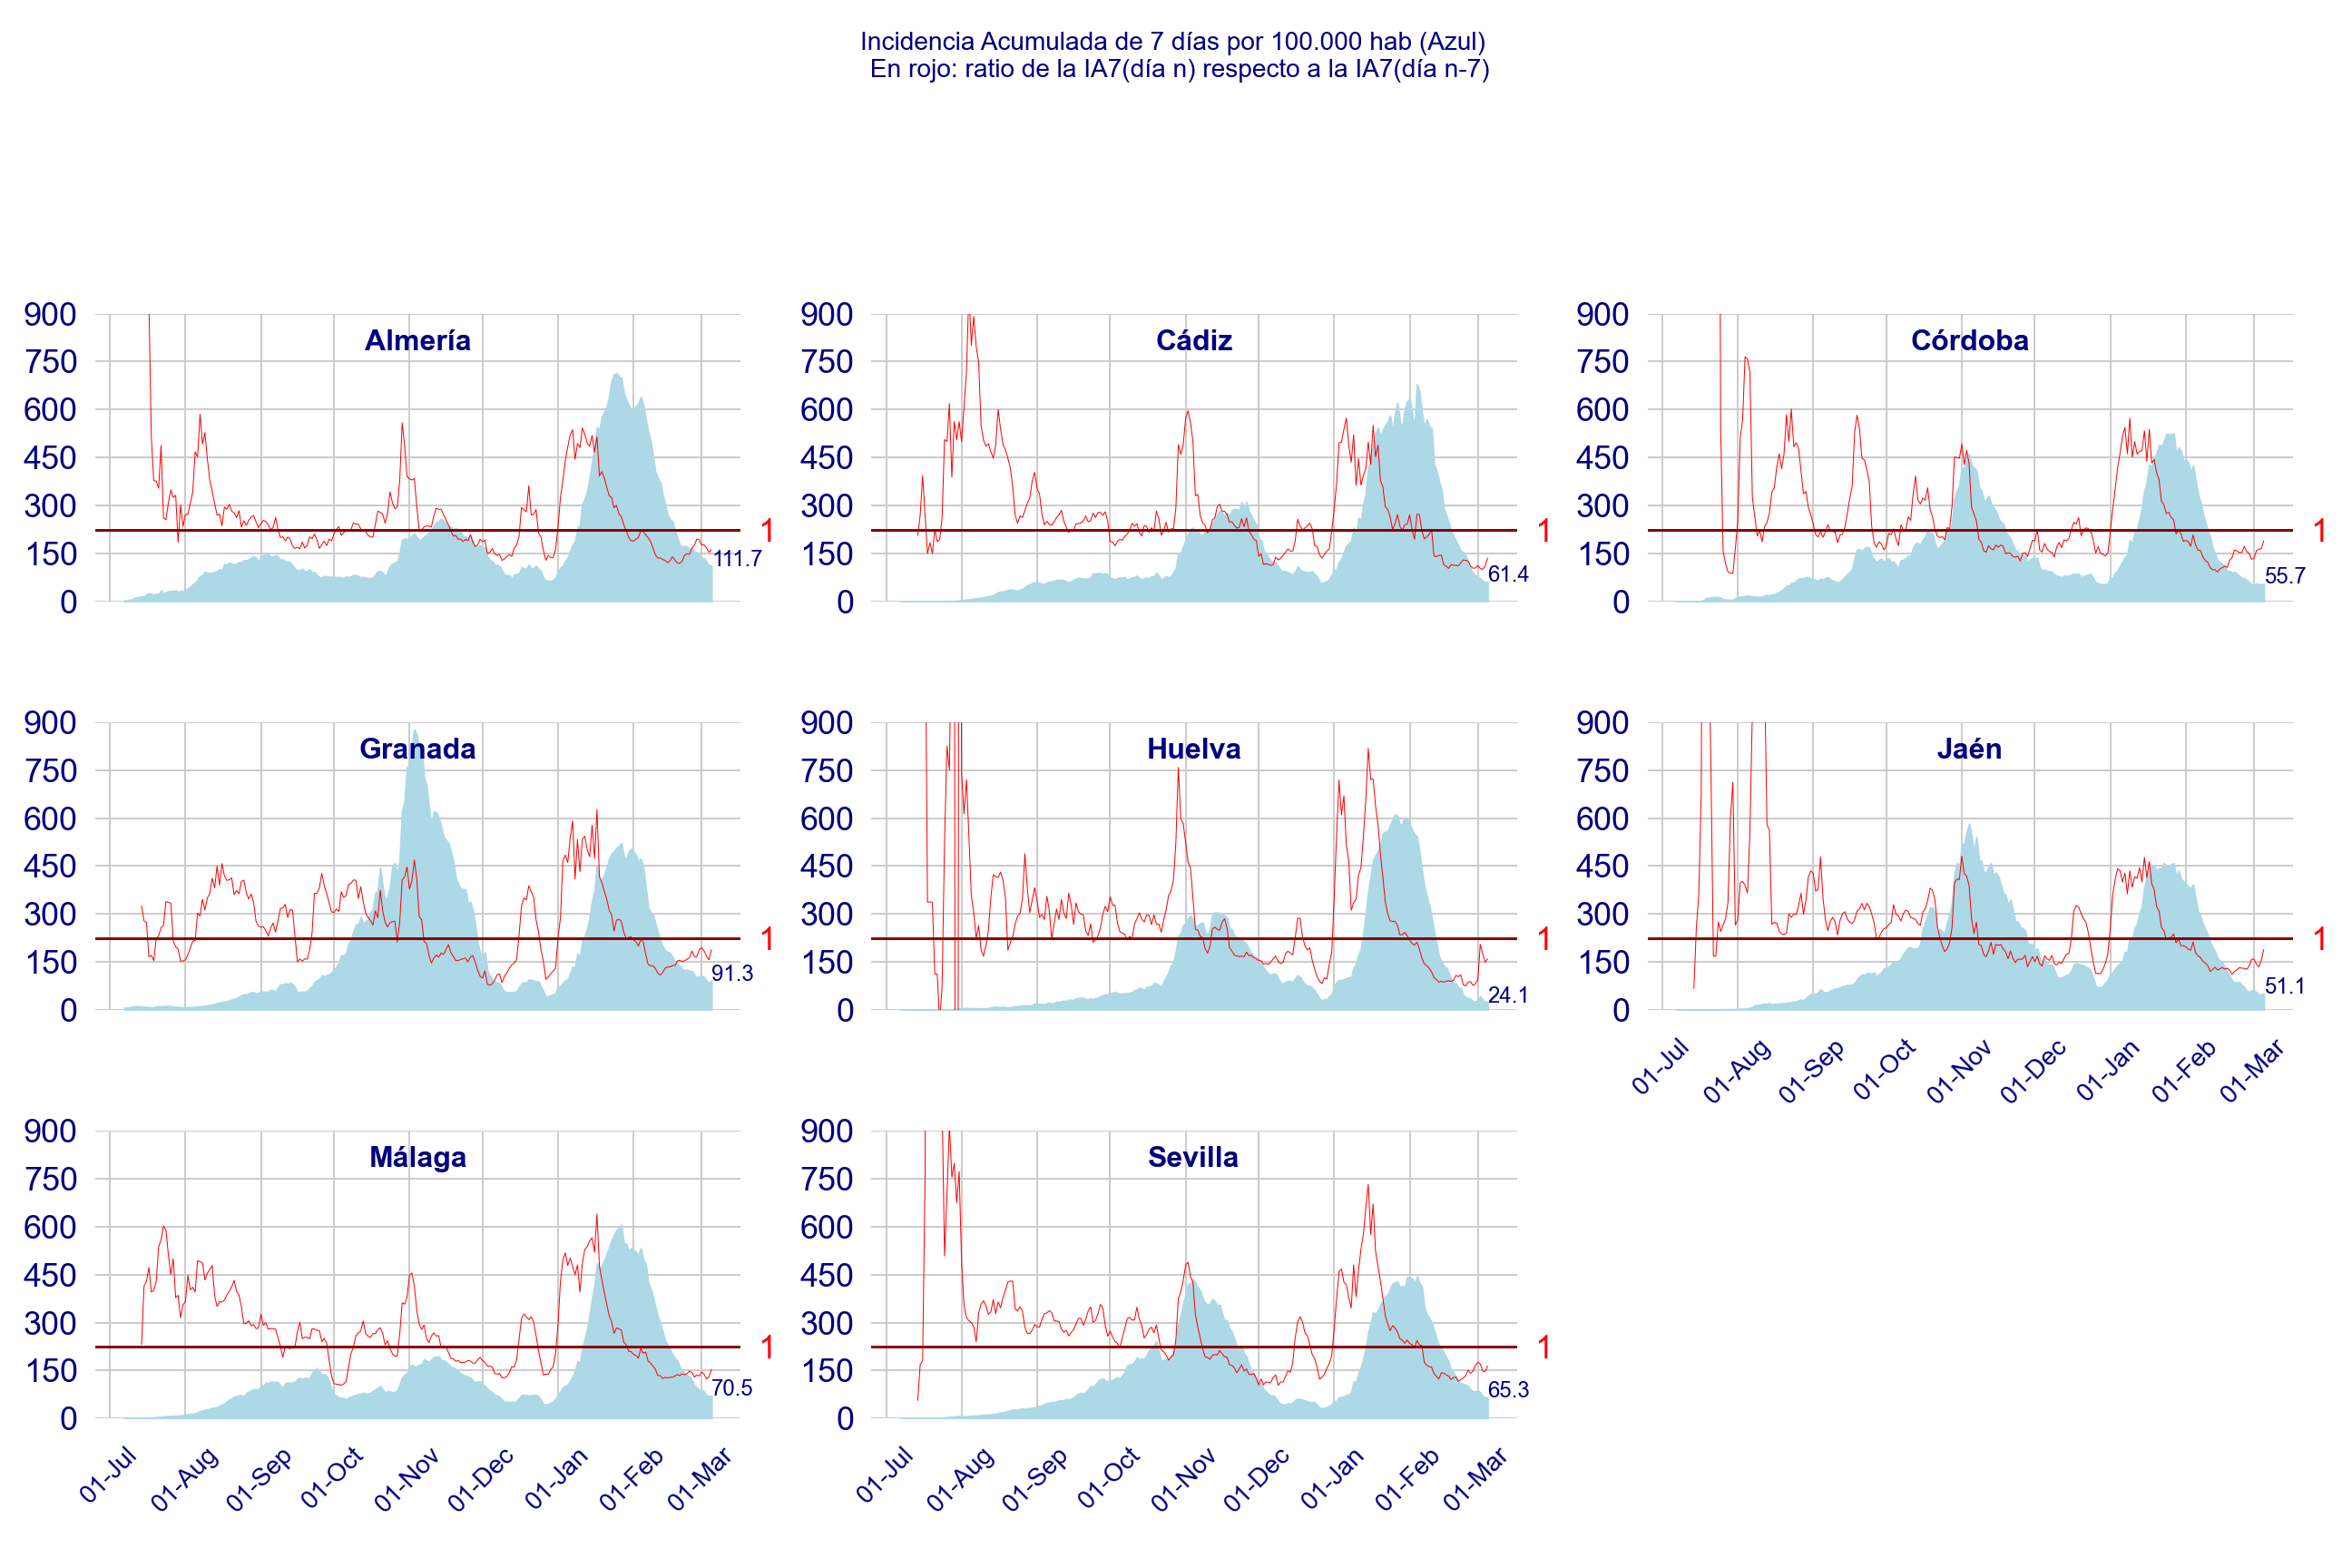 Incidencia Acumulada de 7 días por 100.000 hab (Azul)
En rojo: ratio de la IA7(día n) respecto a la IA7(día n-7)
Almería
900
750
600
450
300
150
0
1
111.7
Cádiz
900
750
600
450
300
150
0
1
61.4
Córdoba
900
750
600
450
300
150
0
1
55.7
Granada
900
750
600
450
300
150
0
1
91.3
Huelva
900
750
600
450
300
150
0
1
24.1
Jaén
900
750
600
450
300
150
0
1
51.1
01-Jul
01-Aug
01-Sep
01-Oct
01-Nov
01-Dec
01-Jan
01-Feb
01-Mar
Málaga
900
750
600
450
300
150
0
1
70.5
01-Jul
01-Aug
01-Sep
01-Oct
01-Nov
01-Dec
01-Jan
01-Feb
01-Mar
Sevilla
900
750
600
450
300
150
0
1
65.3
01-Jul
01-Aug
01-Sep
01-Oct
01-Nov
01-Dec
01-Jan
01-Feb
01-Mar